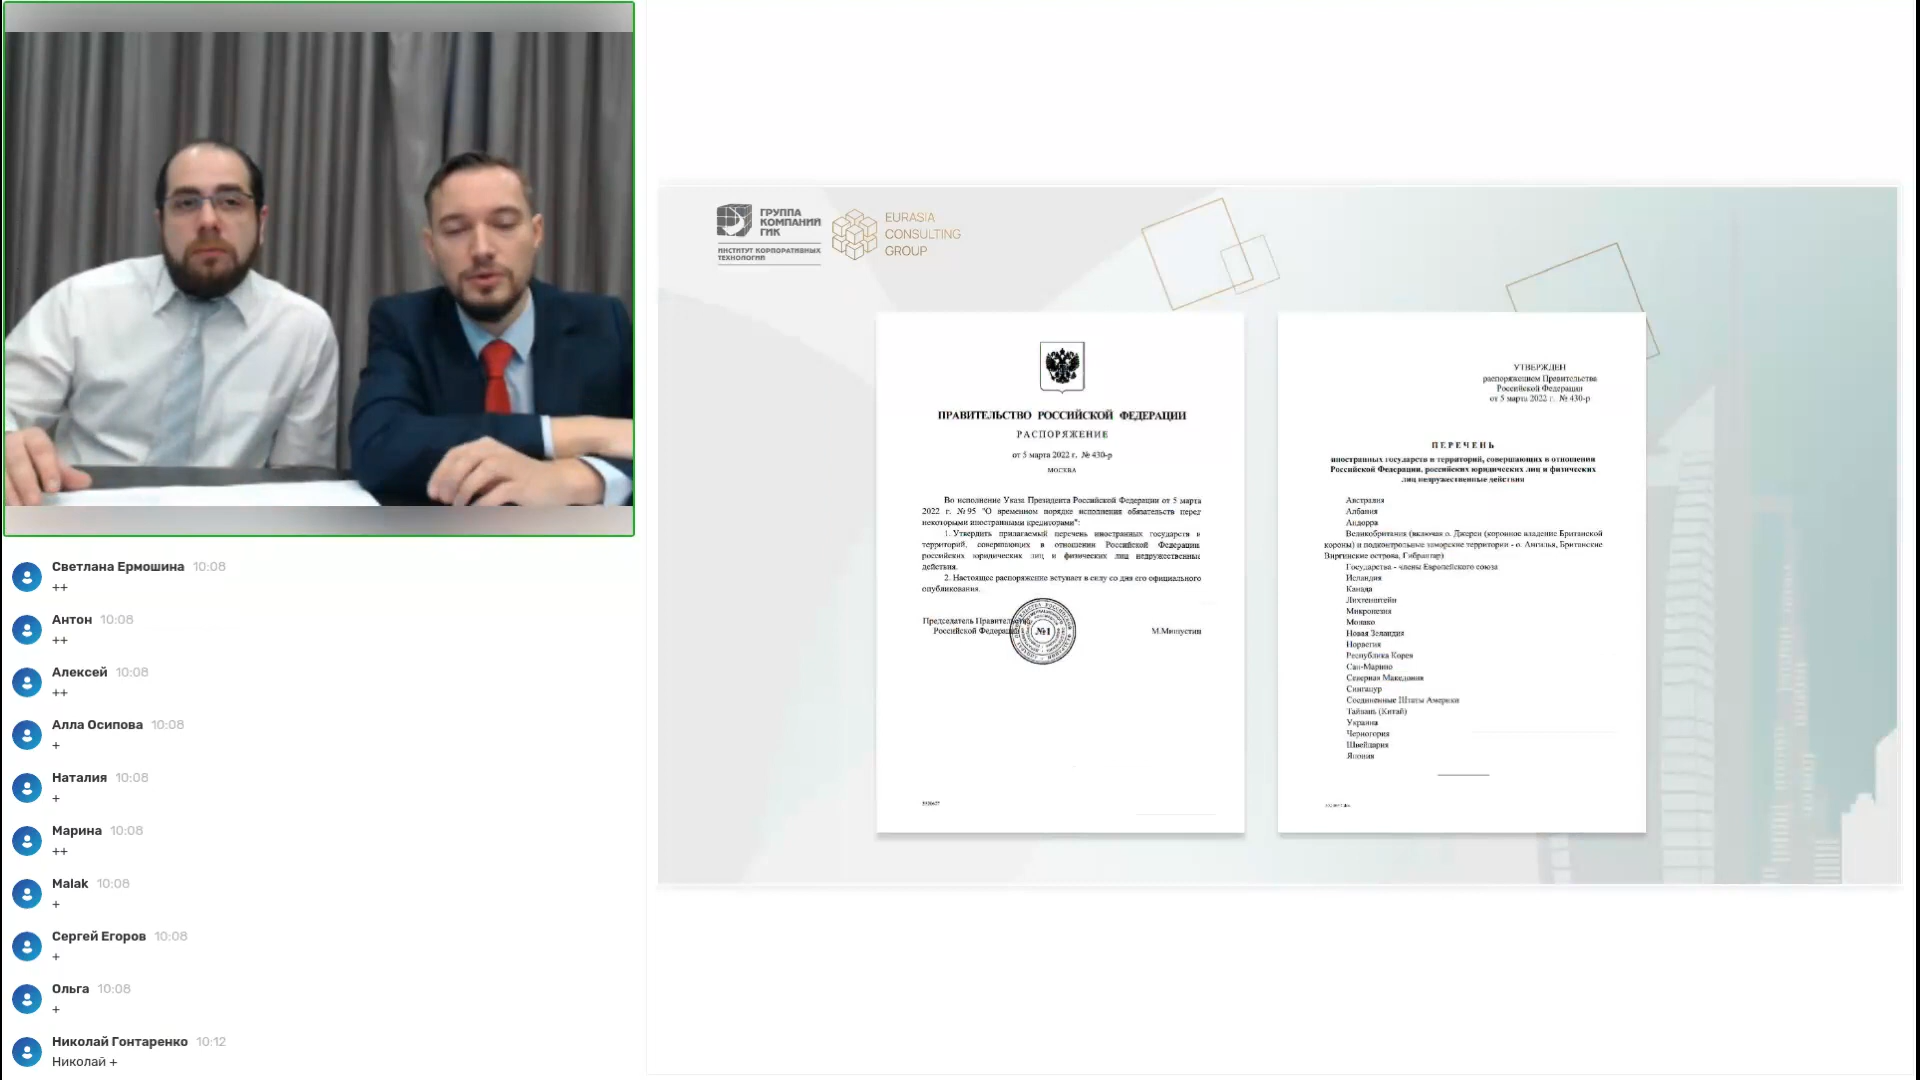 Светлана Ермошина 10:08
++
Антон 10:08
++
Алексей 10:08
++
Алла Осипова 10:08
+
Наталия 10:08
+
Марина 10:08
++
Malak 10:08
+
Сергей Егоров 10:08
+
Ольга 10:08
+
Николай Гонтаренко 10:12
Николай +
ГРУППА
КОМПАНИЙ
ГИК
ИНСТИТУТ КОРПОРАТИВНЫХ
ТЕХНОЛОГИЙ
EURASIA
CONSULTING
GROUP
ПРАВИТЕЛЬСТВО РОССИЙСКОЙ ФЕДЕРАЦИИ
РАСПОРЯЖЕНИЕ
от 5 марта 2022 г. № 430-р
МОСКВА
Во исполнение Указа Президента Российской Федерации от 5 марта
2022 г. № 95 "О временном порядке исполнения обязательств перед
некоторыми иностранными кредиторами":
1. Утвердить прилагаемый перечень иностранных государств и
территорий, совершающих в отношении Российской Федерации,
российских юридических лиц и физических лиц недружественные
действия.
2. Настоящее распоряжение вступает в силу со дня его официального
опубликования.
Председатель Правительства
Российской Федерации
№1
М.Мишустин
УТВЕРЖДЕН
распоряжением Правительства
Российской Федерации
от 5 марта 2022 г. № 430-р
ПЕРЕЧЕНЬ
иностранных государств и территорий, совершающих в отношении
Российской Федерации, российских юридических лиц и физических
лиц недружественные действия
Австралия
Албания
Андорра
Великобритания (включая о. Джерси (коронное владение Британской
короны) и подконтрольные заморские территории - о. Ангилья, Британские
Виргинские острова, Гибралтар)
Государства - члены Европейского союза
Исландия
Канада
Лихтенштейн
Микронезия
Монако
Новая Зеландия
Норвегия
Республика Корея
Сан-Марино
Северная Македония
Сингапур
Соединенные Штаты Америки
Тайвань (Китай)
Украина
Черногория
Швейцария
Япония